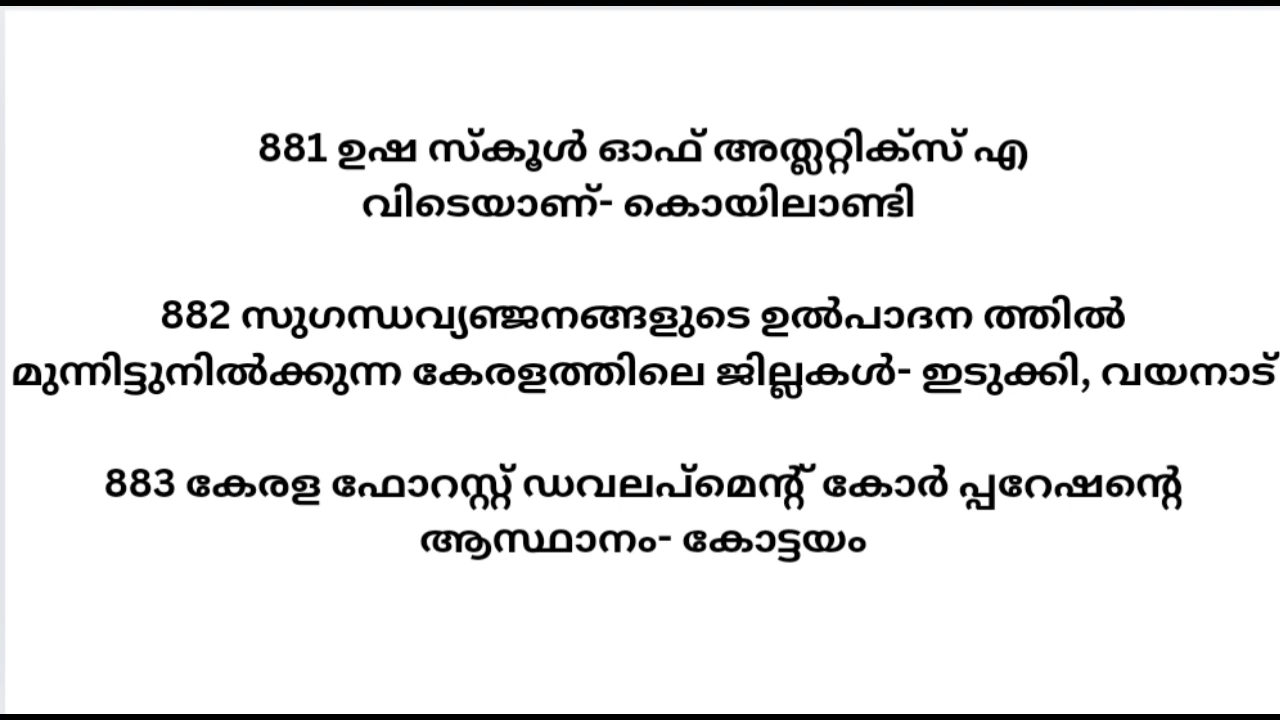 881 ഉഷ സ്കൂൾ ഓഫ് അത്ലറ്റിക്സ് എ
വിടെയാണ്- കൊയിലാണ്ടി
882 സുഗന്ധവ്യഞ്ജനങ്ങളുടെ ഉൽപാദന ത്തിൽ
മുന്നിട്ടുനിൽക്കുന്ന കേരളത്തിലെ ജില്ലകൾ- ഇടുക്കി, വയനാട്
883 കേരള ഫോറസ്റ്റ് ഡവലപ്മെന്റ് കോർ പ്പറേഷന്റെ
ആസ്ഥാനം- കോട്ടയം